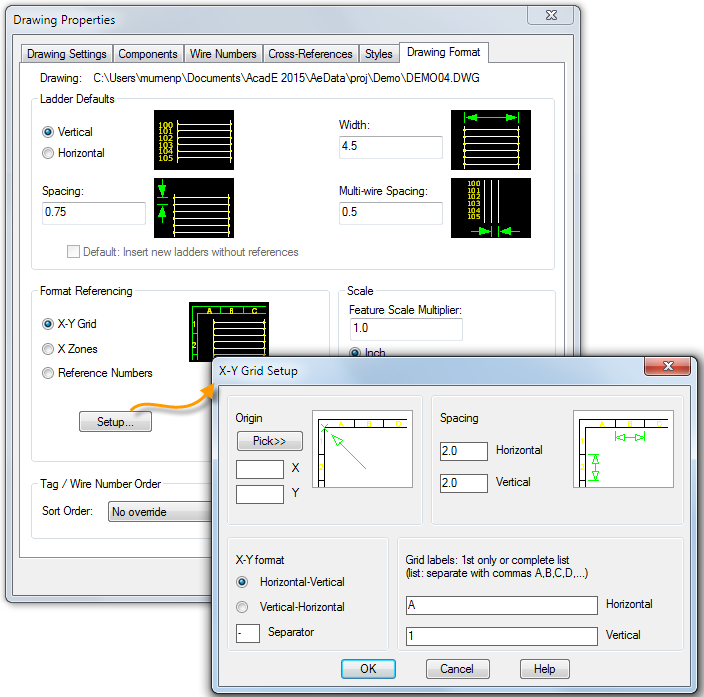 Drawing Properties
Drawing Settings Components Wire Numbers Cross-References Styles Drawing Format
Drawing: C:\Users\murnenp\Documents\AcadE 2015\AeData\proj\Demo\DEMO04.DWG
Ladder Defaults
Vertical
Horizontal
100
101
102
103
104
105
Width:
4.5
Spacing:
0.75
Multi-wire Spacing:
0.5
100
101
102
103
104
105
Default: Insert new ladders without references
Format Referencing
X-Y Grid
X Zones
Reference Numbers
A B C
1
2
Setup...
Scale
Feature Scale Multiplier:
1.0
Inch
Tag / Wire Number Order
Sort Order: No override
X-Y Grid Setup
Origin
Pick>>
X
Y
Spacing
2.0 Horizontal
2.0 Vertical
X-Y format
Horizontal-Vertical
Vertical-Horizontal
- Separator
Grid labels: 1st only or complete list
(list: separate with commas A,B,C,D,...)
A Horizontal
1 Vertical
OK Cancel Help